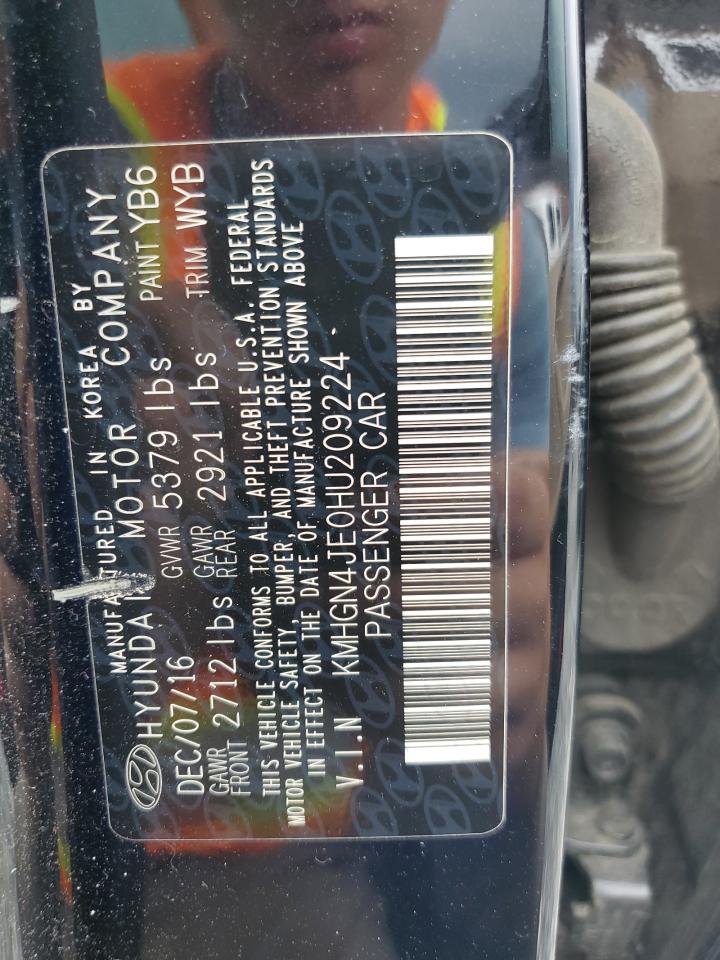 MANUFACTURED IN KOREA BY
HYUNDAI MOTOR COMPANY
DEC/07/16 GVWR 5379 lbs PAINT YB6
GAWR FRONT 2712 lbs GAWR REAR 2921 lbs TRIM WYB
THIS VEHICLE CONFORMS TO ALL APPLICABLE U.S.A. FEDERAL
MOTOR VEHICLE SAFETY, BUMPER, AND THEFT PREVENTION STANDARDS
IN EFFECT ON THE DATE OF MANUFACTURE SHOWN ABOVE
V.I.N KMHGN4JE0HU209224
PASSENGER CAR